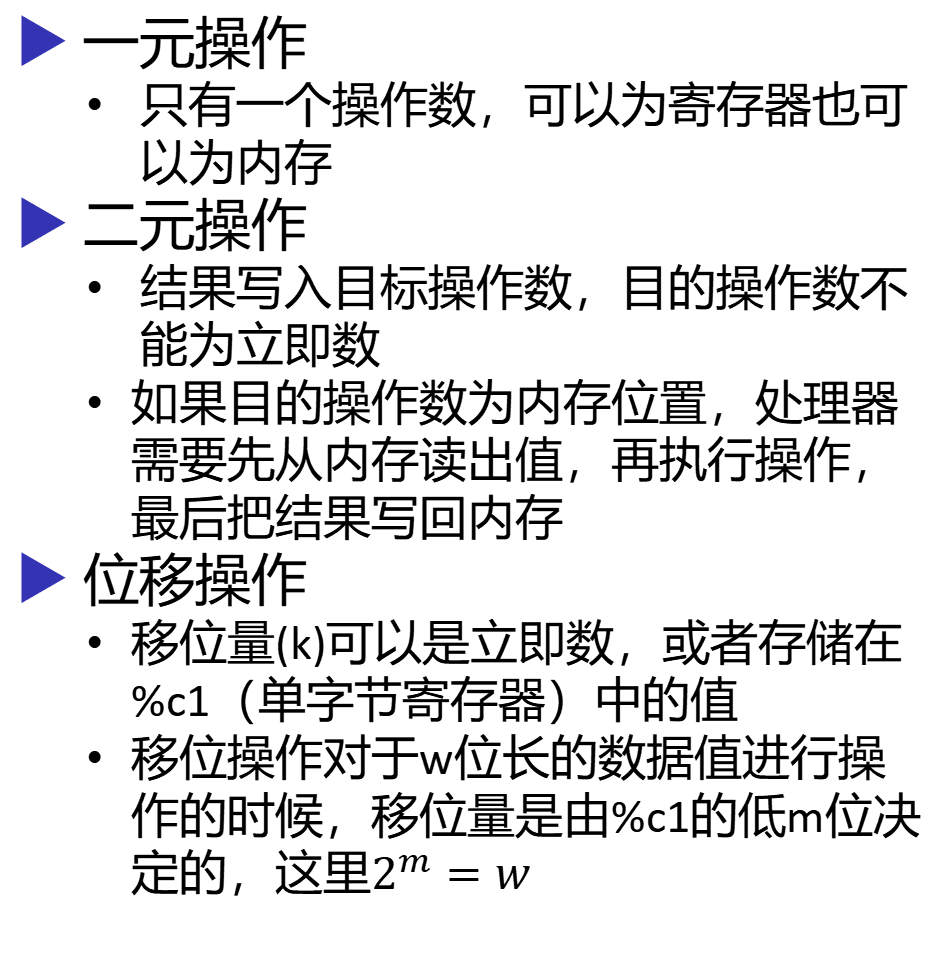 一元操作
• 只有一个操作数，可以为寄存器也可
以为内存
二元操作
• 结果写入目标操作数，目的操作数不
能为立即数
• 如果目的操作数为内存位置，处理器
需要先从内存读出值，再执行操作，
最后把结果写回内存
位移操作
• 移位量(k)可以是立即数，或者存储在
%c1（单字节寄存器）中的值
• 移位操作对于w位长的数据值进行操
作的时候，移位量是由%c1的低m位决
定的，这里2^m = w